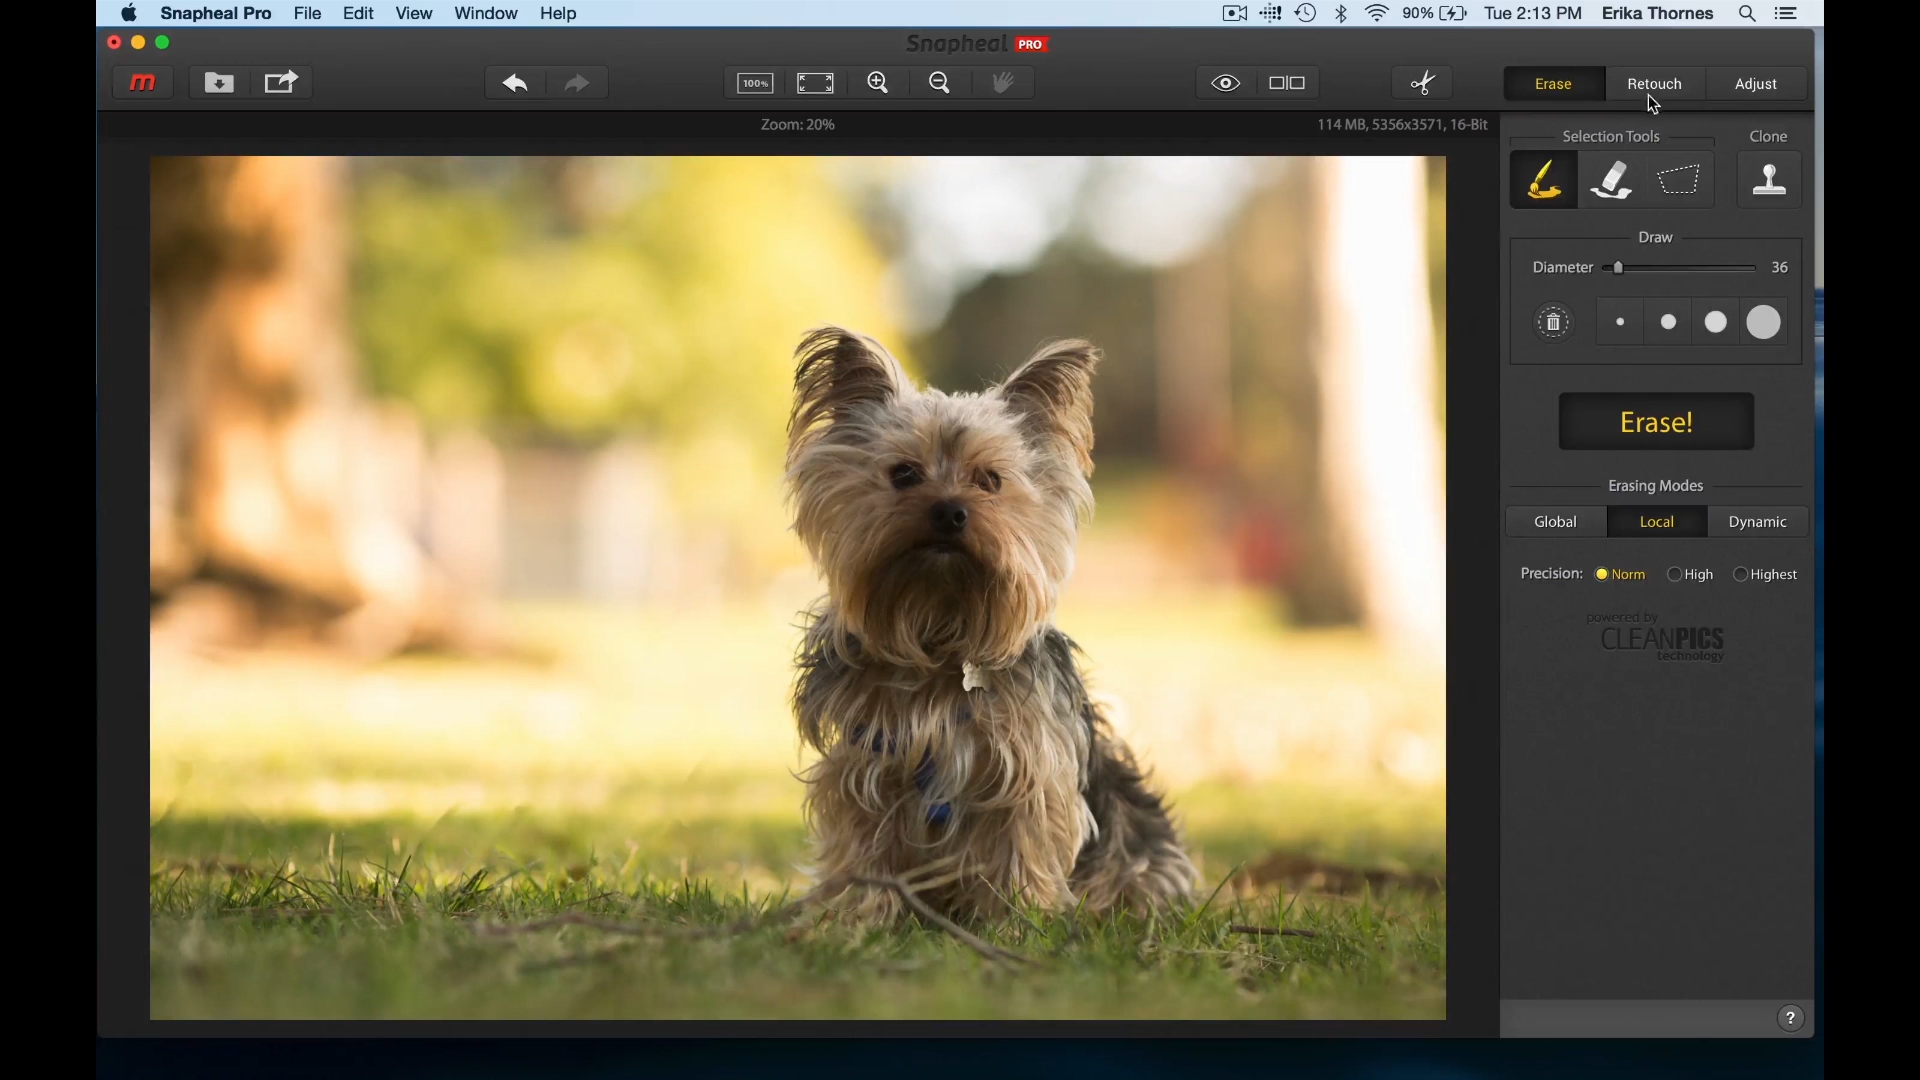 Snapheal Pro File Edit View Window Help 90% Tue 2:13 PM Erika Thornes
Snapheal PRO
m 100% Erase Retouch Adjust
Zoom: 20% 114 MB, 5356x3571, 16-Bit
Selection Tools Clone
Draw
Diameter 36
Erase!
Erasing Modes
Global Local Dynamic
Precision: Norm High Highest
powered by
CLEANPICS
technology
?